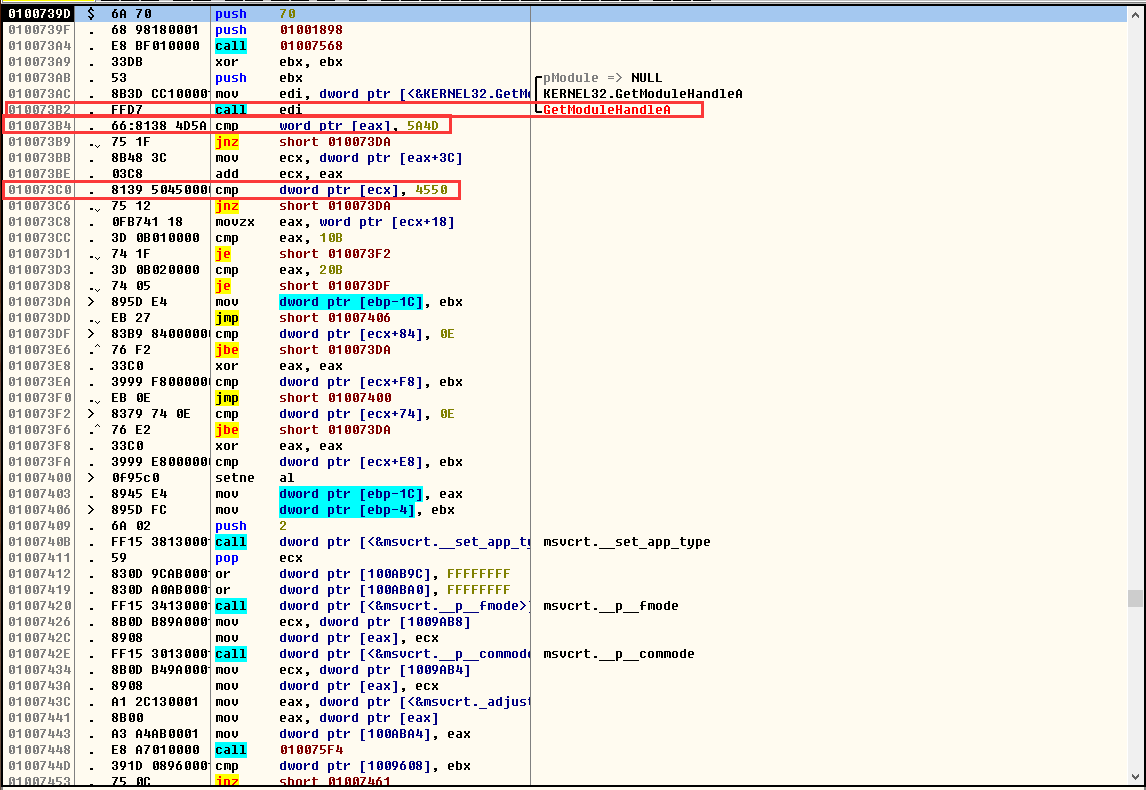 0100739D $ 6A 70 push 70
0100739F . 68 98180001 push 01001898
010073A4 . E8 BF010000 call 01007568
010073A9 . 33DB xor ebx, ebx
010073AB . 53 push ebx pModule => NULL
010073AC . 8B3D CC10000 mov edi, dword ptr [<&KERNEL32.GetM KERNEL32.GetModuleHandleA
010073B2 . FFD7 call edi GetModuleHandleA
010073B4 . 66:8138 4D5A cmp word ptr [eax], 5A4D
010073B9 . 75 1F jnz short 010073DA
010073BB . 8B48 3C mov ecx, dword ptr [eax+3C]
010073BE . 03C8 add ecx, eax
010073C0 . 8139 5045000 cmp dword ptr [ecx], 4550
010073C6 . 75 12 jnz short 010073DA
010073C8 . 0FB741 18 movzx eax, word ptr [ecx+18]
010073CC . 3D 0B010000 cmp eax, 10B
010073D1 . 74 1F je short 010073F2
010073D3 . 3D 0B020000 cmp eax, 20B
010073D8 . 74 05 je short 010073DF
010073DA > 895D E4 mov dword ptr [ebp-1C], ebx
010073DD . EB 27 jmp short 01007406
010073DF > 83B9 8400000 cmp dword ptr [ecx+84], 0E
010073E6 .^ 76 F2 jbe short 010073DA
010073E8 . 33C0 xor eax, eax
010073EA . 3999 F800000 cmp dword ptr [ecx+F8], ebx
010073F0 . EB 0E jmp short 01007400
010073F2 > 8379 74 0E cmp dword ptr [ecx+74], 0E
010073F6 .^ 76 E2 jbe short 010073DA
010073F8 . 33C0 xor eax, eax
010073FA . 3999 E800000 cmp dword ptr [ecx+E8], ebx
01007400 > 0f95c0 setne al
01007403 . 8945 E4 mov dword ptr [ebp-1C], eax
01007406 > 895D FC mov dword ptr [ebp-4], ebx
01007409 . 6A 02 push 2
0100740B . FF15 3813000 call dword ptr [<&msvcrt.__set_app_ty msvcrt.__set_app_type
01007411 . 59 pop ecx
01007412 . 830D 9CAB000 or dword ptr [100AB9C], FFFFFFFF
01007419 . 830D A0AB000 or dword ptr [100ABA0], FFFFFFFF
01007420 . FF15 3413000 call dword ptr [<&msvcrt.__p__fmode>] msvcrt.__p__fmode
01007426 . 8B0D B89A000 mov ecx, dword ptr [1009AB8]
0100742C . 8908 mov dword ptr [eax], ecx
0100742E . FF15 3013000 call dword ptr [<&msvcrt.__p__commode msvcrt.__p__commode
01007434 . 8B0D B49A000 mov ecx, dword ptr [1009AB4]
0100743A . 8908 mov dword ptr [eax], ecx
0100743C . A1 2C130001 mov eax, dword ptr [<&msvcrt._adjust
01007441 . 8B00 mov eax, dword ptr [eax]
01007443 . A3 A4AB0001 mov dword ptr [100ABA4], eax
01007448 . E8 A7010000 call 010075F4
0100744D . 391D 0896000 cmp dword ptr [1009608], ebx
01007453 . 75 0C jnz short 01007461